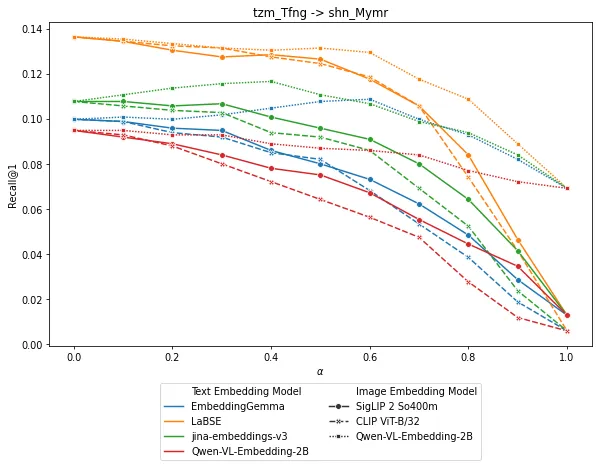 tzm_Tfng -> shn_Mymr
0.14
0.12
0.10
0.08
0.06
0.04
0.02
0.00
Recall@1
0.0 0.2 0.4 0.6 0.8 1.0
α
Text Embedding Model
EmbeddingGemma
LaBSE
jina-embeddings-v3
Qwen-VL-Embedding-2B
Image Embedding Model
SigLIP 2 So400m
CLIP ViT-B/32
Qwen-VL-Embedding-2B